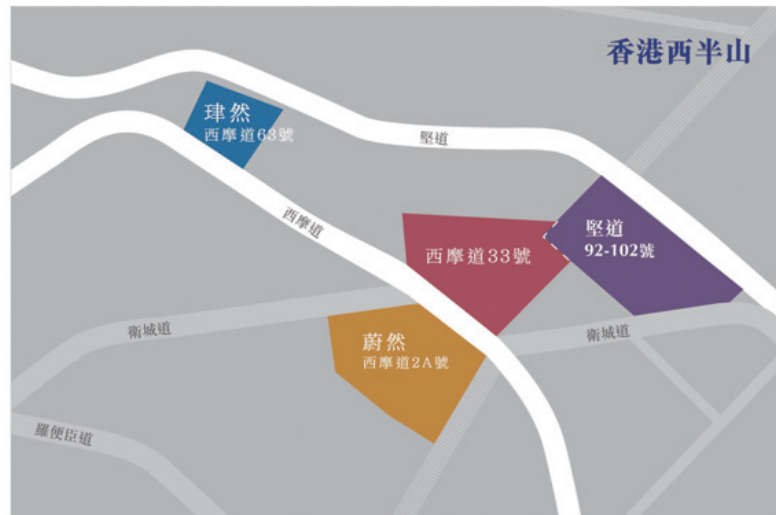 香港西半山
珒然
西摩道63號
堅道
西摩道
西摩道33號
堅道
92-102號
衛城道
蔚然
西摩道2A號
衛城道
羅便臣道